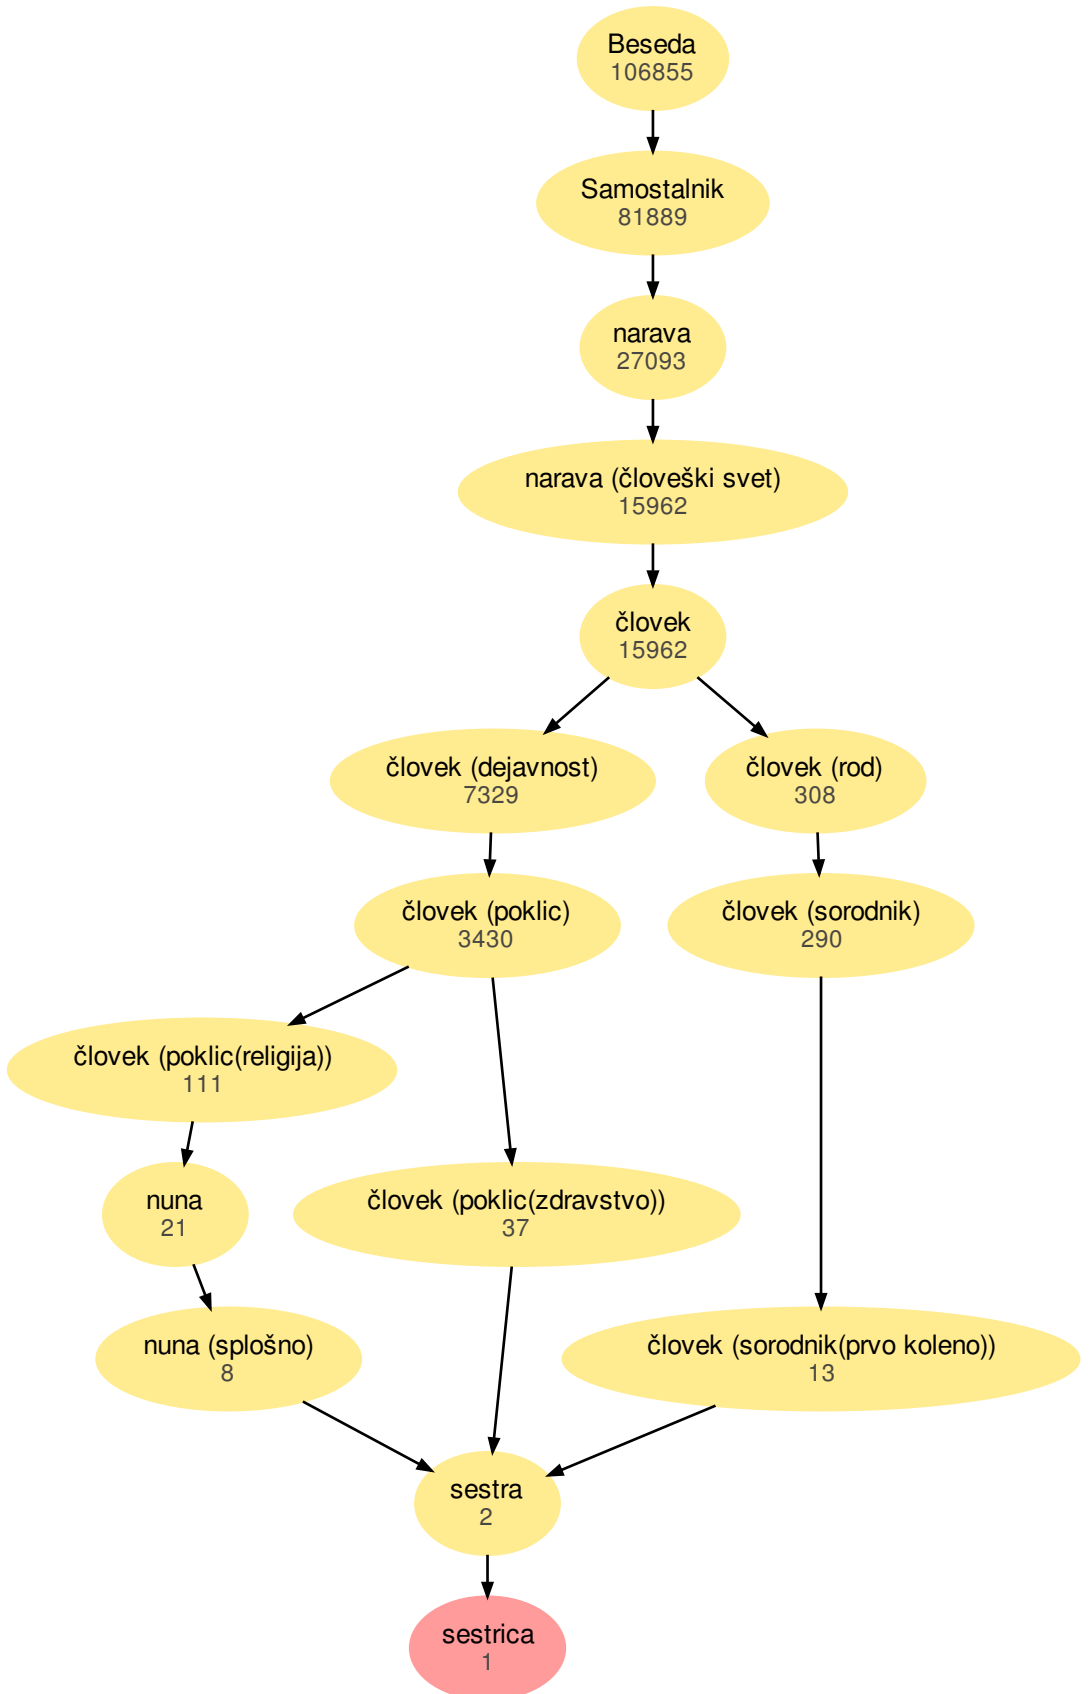 Beseda
106855
Samostalnik
81889
narava
27093
narava (človeški svet)
15962
človek
15962
človek (dejavnost)
7329
človek (rod)
308
človek (poklic)
3430
človek (sorodnik)
290
človek (poklic(religija))
111
nuna
21
človek (poklic(zdravstvo))
37
nuna (splošno)
8
človek (sorodnik(prvo koleno))
13
sestra
2
sestrica
1